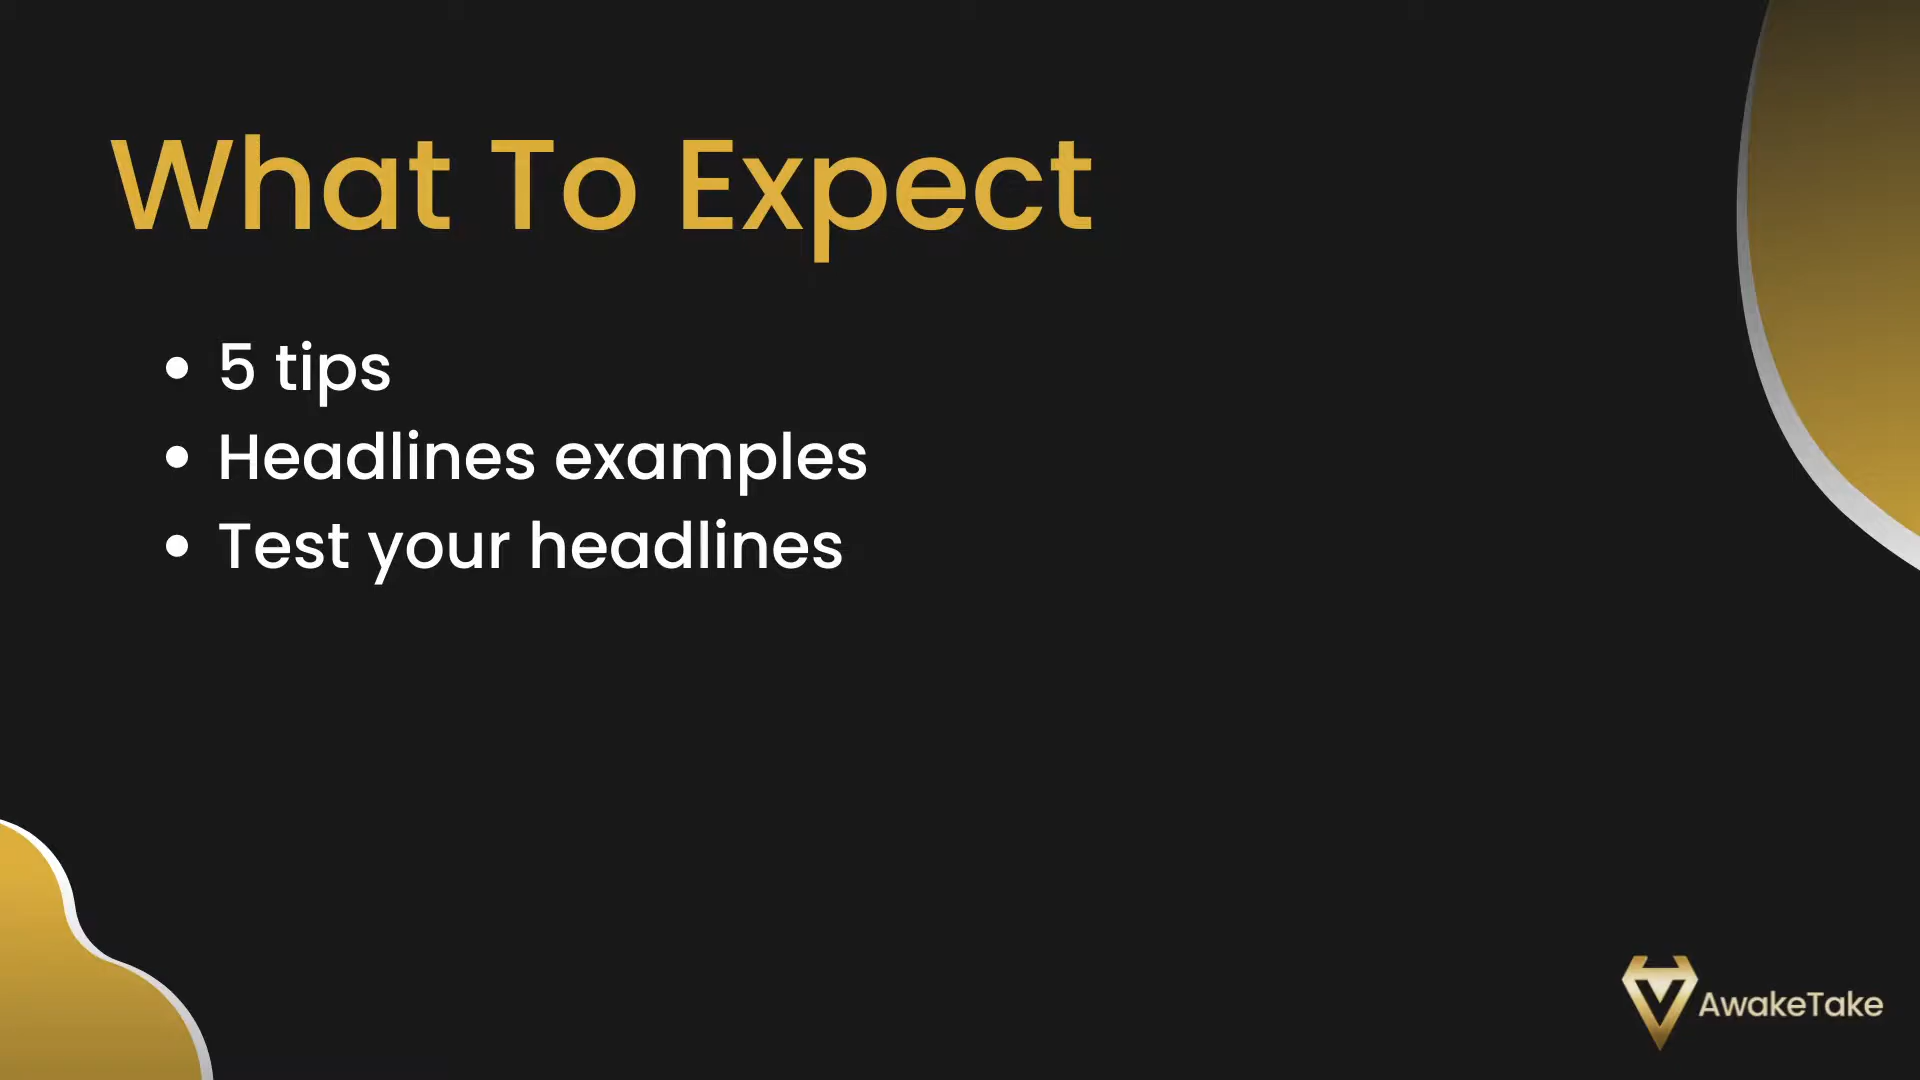 What To Expect
5 tips
Headlines examples
Test your headlines
AwakeTake